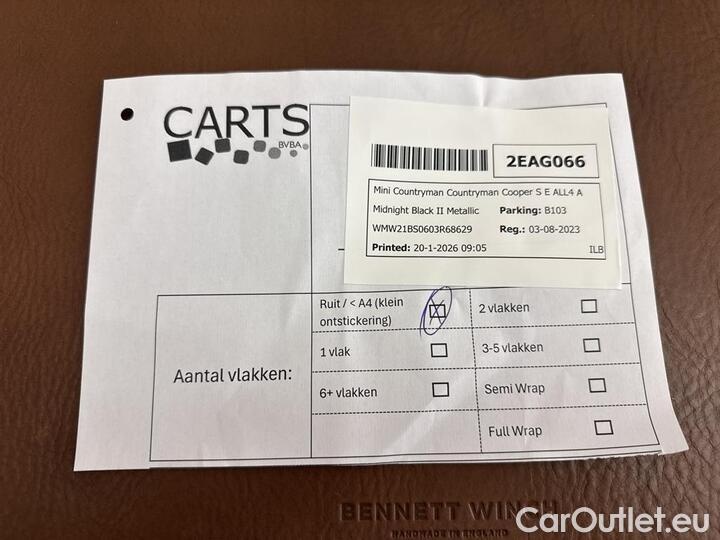 CARTS
BVBA
2EAG066
Mini Countryman Countryman Cooper S E ALL4 A
Midnight Black II Metallic Parking: B103
WMW21BS0603R68629 Reg.: 03-08-2023
Printed: 20-1-2026 09:05 ILB
Aantal vlakken:
Ruit / < A4 (klein
ontstickering)
2 vlakken
1 vlak
3-5 vlakken
6+ vlakken
Semi Wrap
Full Wrap
BENNETT WINCH
HANDMADE IN ENGLAND
CarOutlet.eu